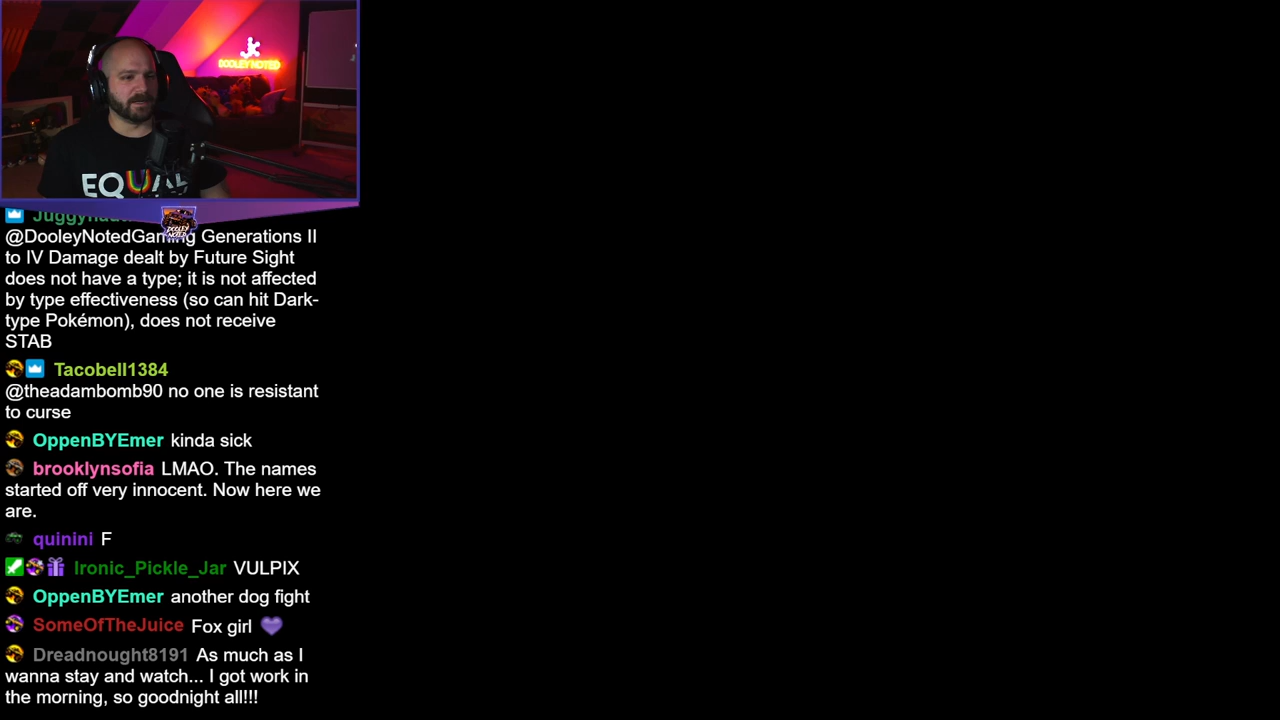 DOOLEY NOTED
EQUAL
DOOLEY
NOTED
@DooleyNotedGaming Generations II
to IV Damage dealt by Future Sight
does not have a type; it is not affected
by type effectiveness (so can hit Dark-
type Pokémon), does not receive
STAB
Tacobell1384
@theadambomb90 no one is resistant
to curse
OppenBYEmer kinda sick
brooklynsofia LMAO. The names
started off very innocent. Now here we
are.
quinini F
Ironic_Pickle_Jar VULPIX
OppenBYEmer another dog fight
SomeOfTheJuice Fox girl 💜
Dreadnought8191 As much as I
wanna stay and watch... I got work in
the morning, so goodnight all!!!